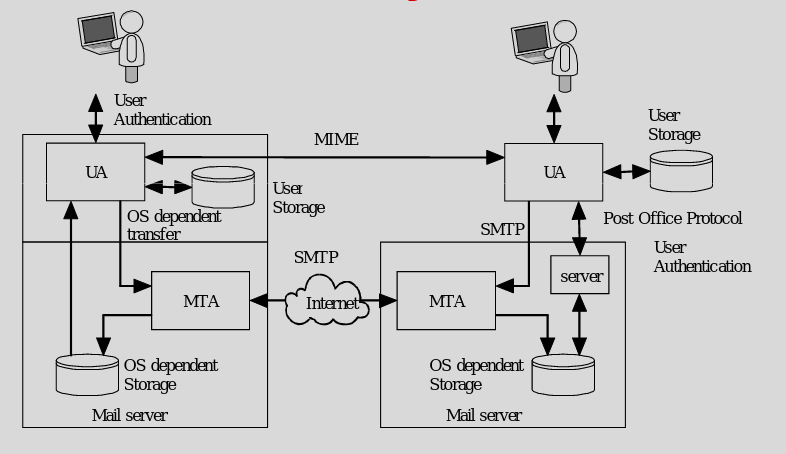 User
Authentication
MIME
User
Storage
UA
UA
User
Storage
OS dependent
transfer
Post Office Protocol
SMTP
User
Authentication
SMTP
server
MTA
Internet
MTA
OS dependent
Storage
OS dependent
Storage
Mail server
Mail server